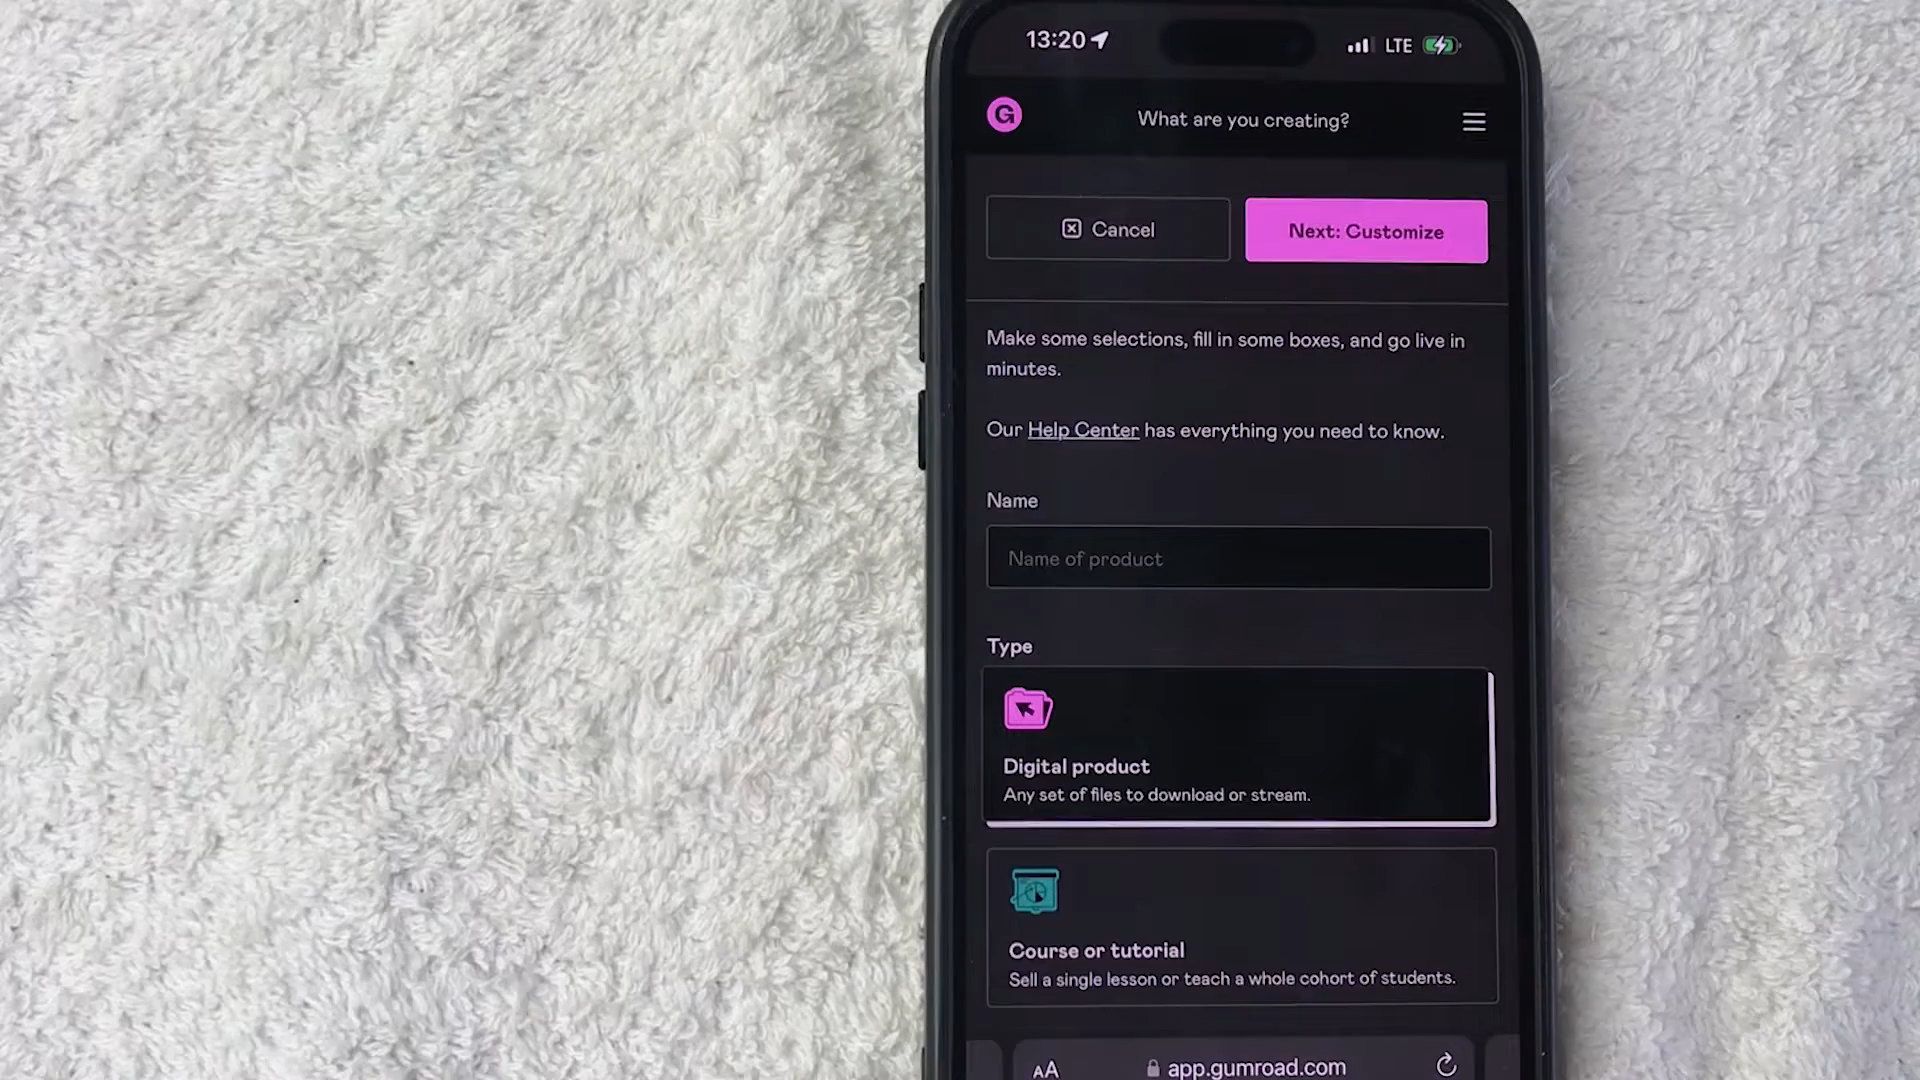 13:20
LTE
G
What are you creating?
Cancel
Next: Customize
Make some selections, fill in some boxes, and go live in
minutes.
Our Help Center has everything you need to know.
Name
Name of product
Type
Digital product
Any set of files to download or stream.
Course or tutorial
Sell a single lesson or teach a whole cohort of students.
AA
app.gumroad.com